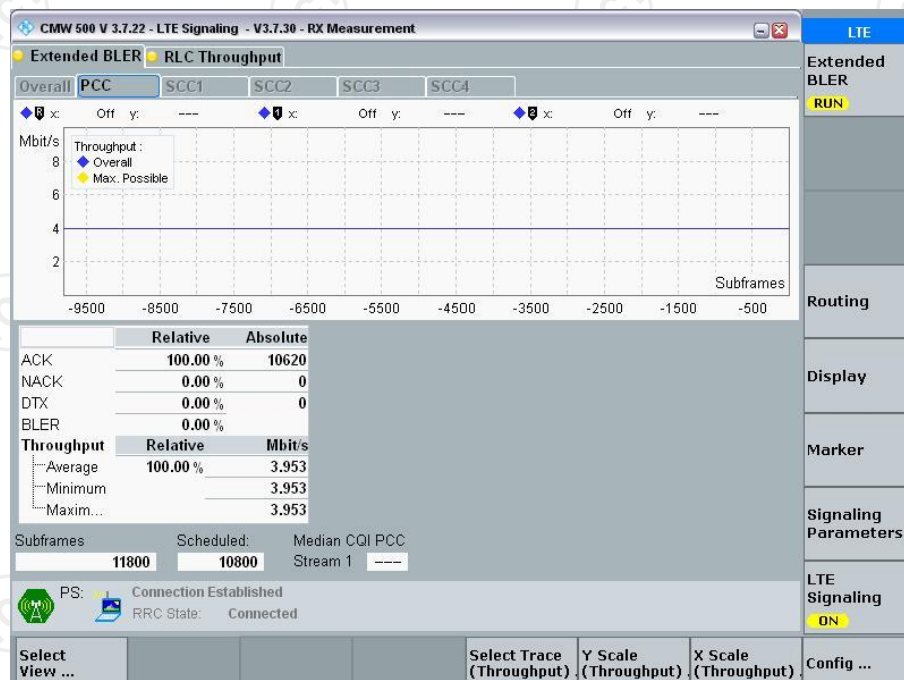 CMW 500 V 3.7.22 - LTE Signaling - V3.7.30 - RX Measurement
LTE
Extended BLER RLC Throughput
Overall PCC SCC1 SCC2 SCC3 SCC4
R x: Off y: --- 1 x: Off y: --- 2 x: Off y: ---
Mbit/s
Throughput :
Overall
Max. Possible
8
6
4
2
Subframes
-9500 -8500 -7500 -6500 -5500 -4500 -3500 -2500 -1500 -500
Relative Absolute
ACK 100.00 % 10620
NACK 0.00 % 0
DTX 0.00 % 0
BLER 0.00 %
Throughput Relative Mbit/s
Average 100.00 % 3.953
Minimum 3.953
Maxim... 3.953
Subframes Scheduled: Median CQI PCC
11800 10800 Stream 1 ---
PS: Connection Established
RRC State: Connected
Extended
BLER
RUN
Routing
Display
Marker
Signaling
Parameters
LTE
Signaling
ON
Select
View ...
Select Trace
(Throughput)
Y Scale
(Throughput)
X Scale
(Throughput)
Config ...